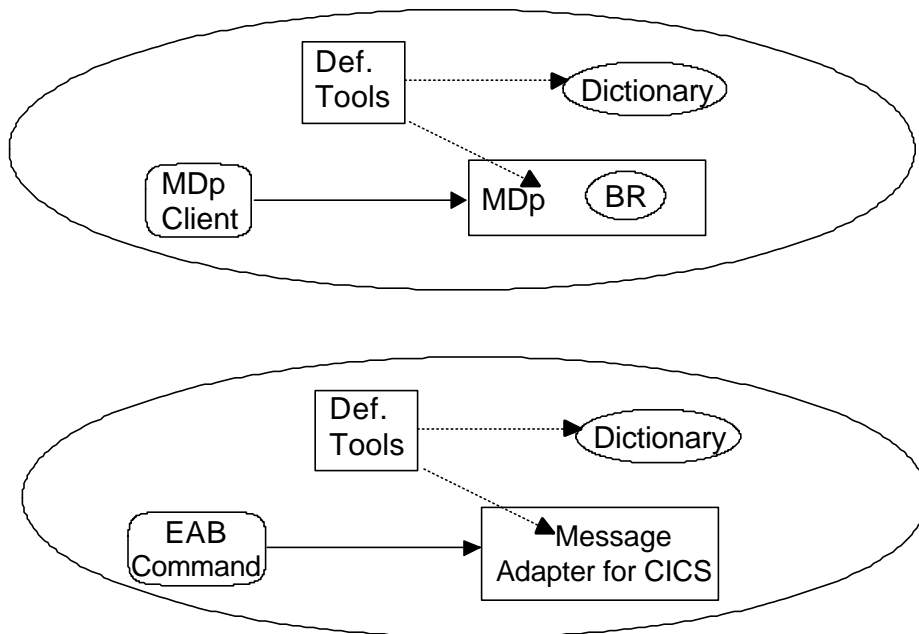 Def.
Tools
Dictionary
MDp
Client
MDp
BR
Def.
Tools
Dictionary
EAB
Command
Message
Adapter for CICS